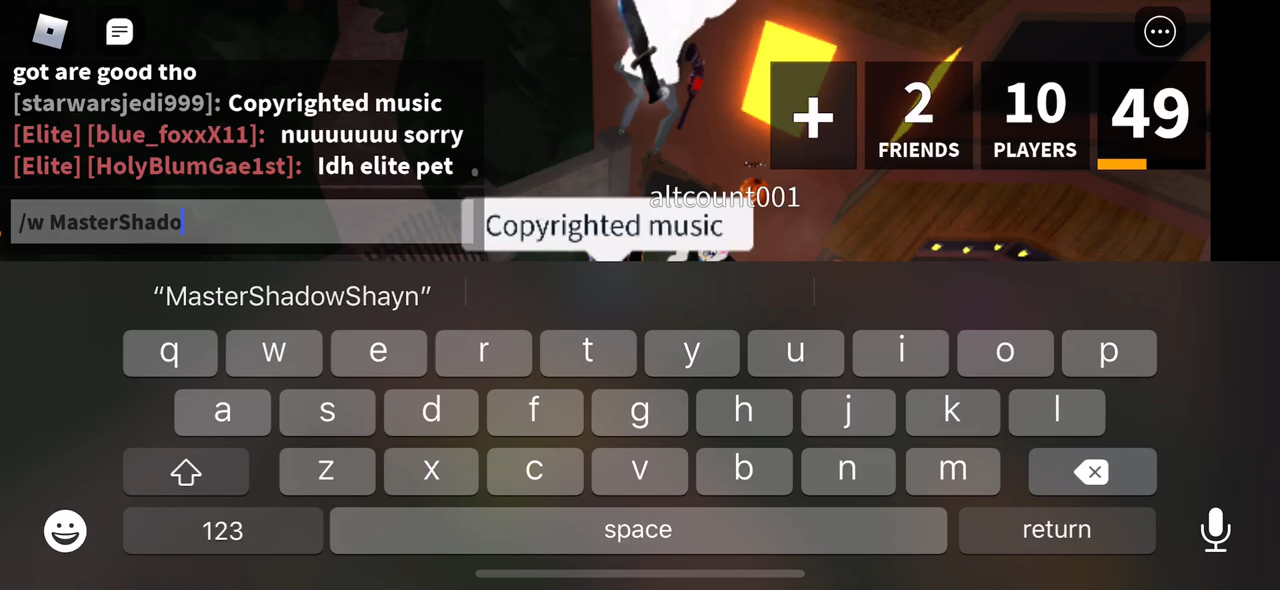 got are good tho
[starwarsjedi999]: Copyrighted music
[Elite] [blue_foxxX11]: nuuuuuuu sorry
[Elite] [HolyBlumGae1st]: Idh elite pet
/w MasterShado
+
2
FRIENDS
10
PLAYERS
49
altcount001
Copyrighted music
“MasterShadowShayn”
q w e r t y u i o p
a s d f g h j k l
z x c v b n m
123 space return